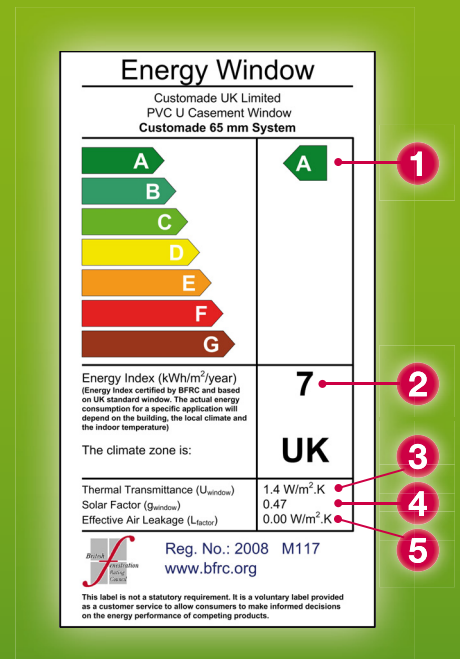 Energy Window
Customade UK Limited
PVC U Casement Window
Customade 65 mm System
A
B
C
D
E
F
G
A
1
Energy Index (kWh/m²/year)
(Energy Index certified by BFRC and based
on UK standard window. The actual energy
consumption for a specific application will
depend on the building, the local climate and
the indoor temperature)
7
2
The climate zone is:
UK
3
Thermal Transmittance (Uwindow)
1.4 W/m².K
Solar Factor (gwindow)
0.47
4
Effective Air Leakage (Lfactor)
0.00 W/m².K
5
British
Fenestration
Rating
Council
Reg. No.: 2008 M117
www.bfrc.org
This label is not a statutory requirement. It is a voluntary label provided
as a customer service to allow consumers to make informed decisions
on the energy performance of competing products.